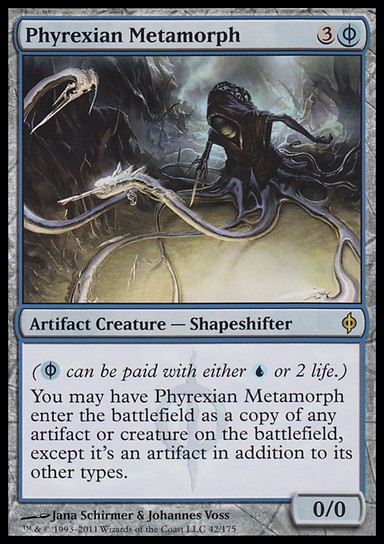 Phyrexian Metamorph 3
Artifact Creature — Shapeshifter
( can be paid with either or 2 life.)
You may have Phyrexian Metamorph
enter the battlefield as a copy of any
artifact or creature on the battlefield,
except it's an artifact in addition to its
other types.
Jana Schirmer & Johannes Voss
™ & © 1993–2011 Wizards of the Coast LLC 42/175
0/0